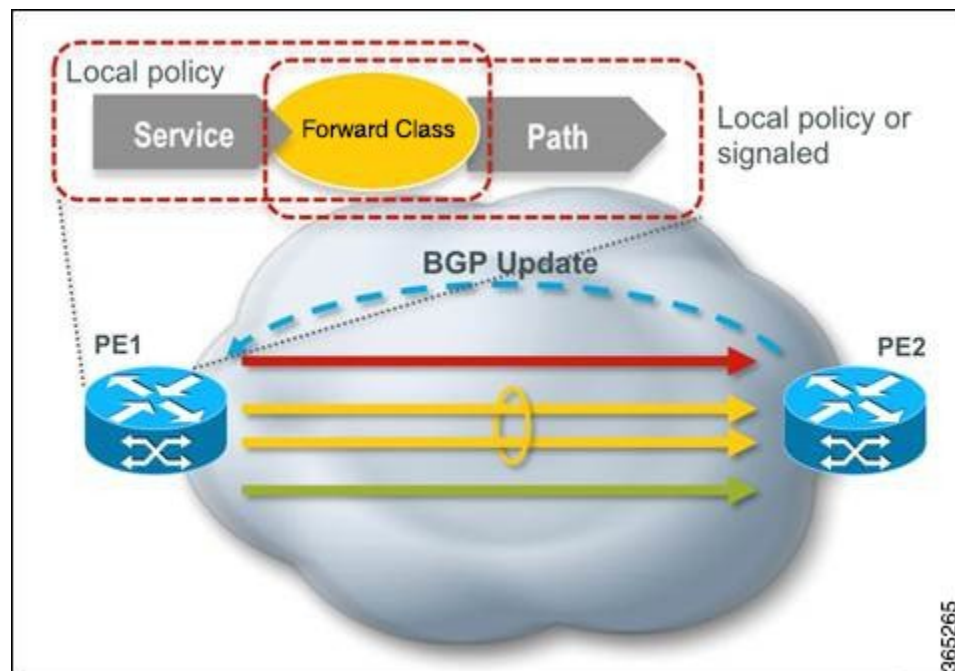 Local policy
Service
Forward Class
Path
Local policy or
signaled
BGP Update
PE1
PE2
365265